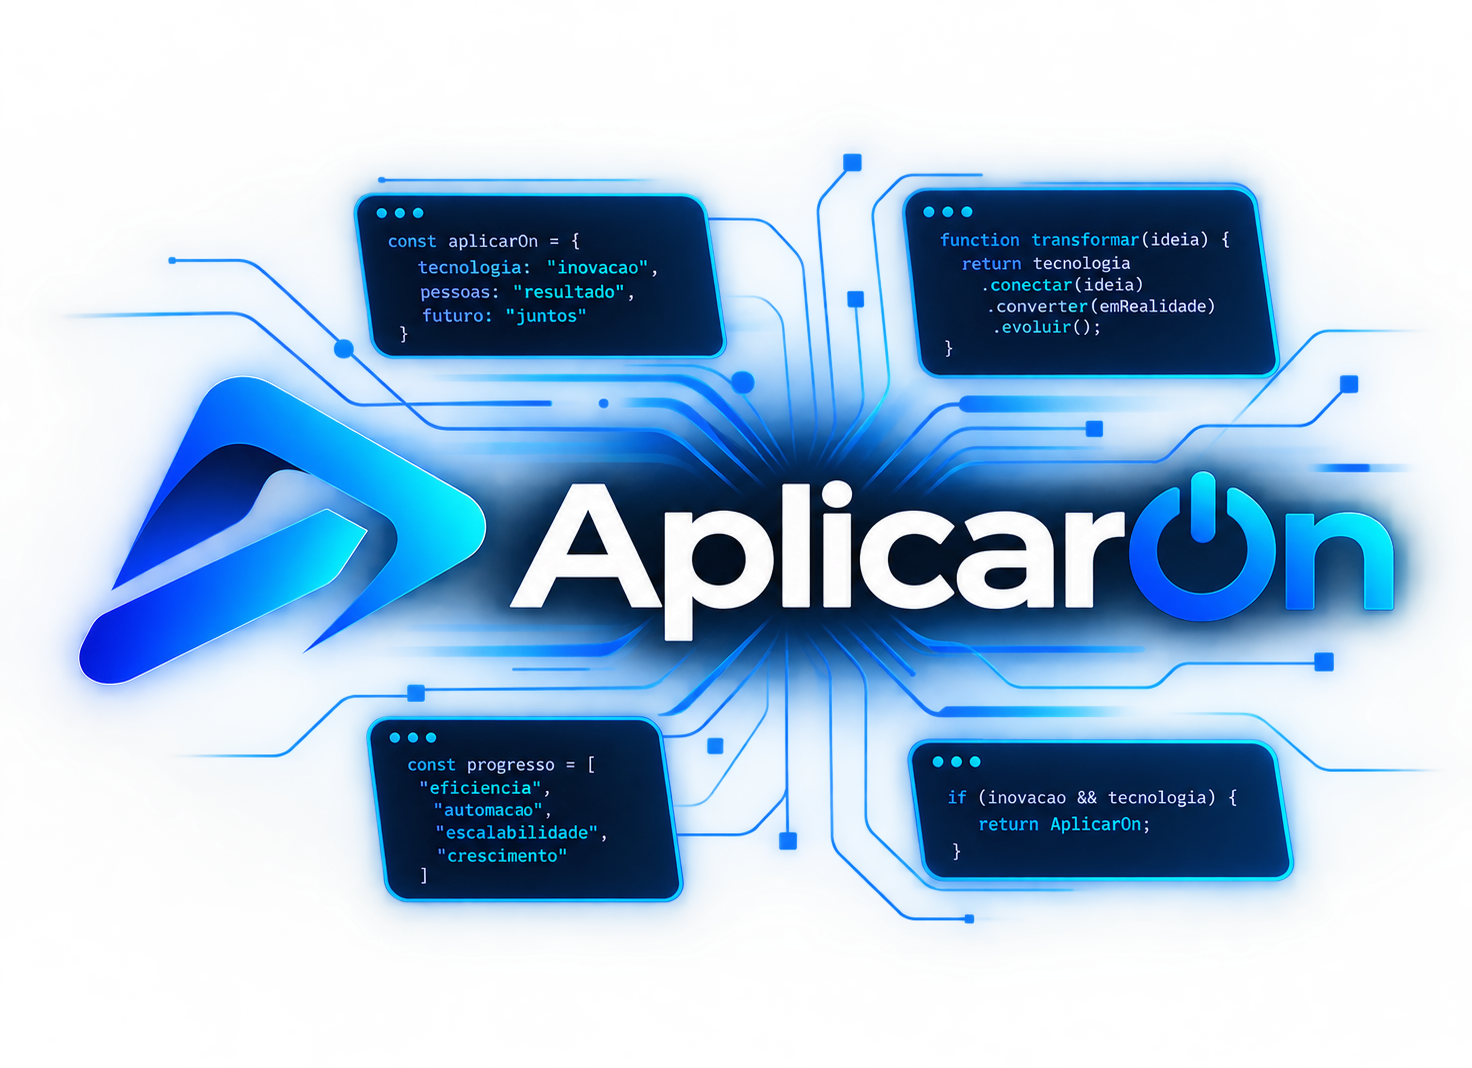 const aplicarOn = {
tecnologia: "inovacao",
pessoas: "resultado",
futuro: "juntos"
}
function transformar(ideia) {
return tecnologia
.conectar(ideia)
.converter(emRealidade)
.evoluir();
}
AplicarOn
const progresso = [
"eficiencia",
"automacao",
"escalabilidade",
"crescimento"
]
if (inovacao && tecnologia) {
return AplicarOn;
}